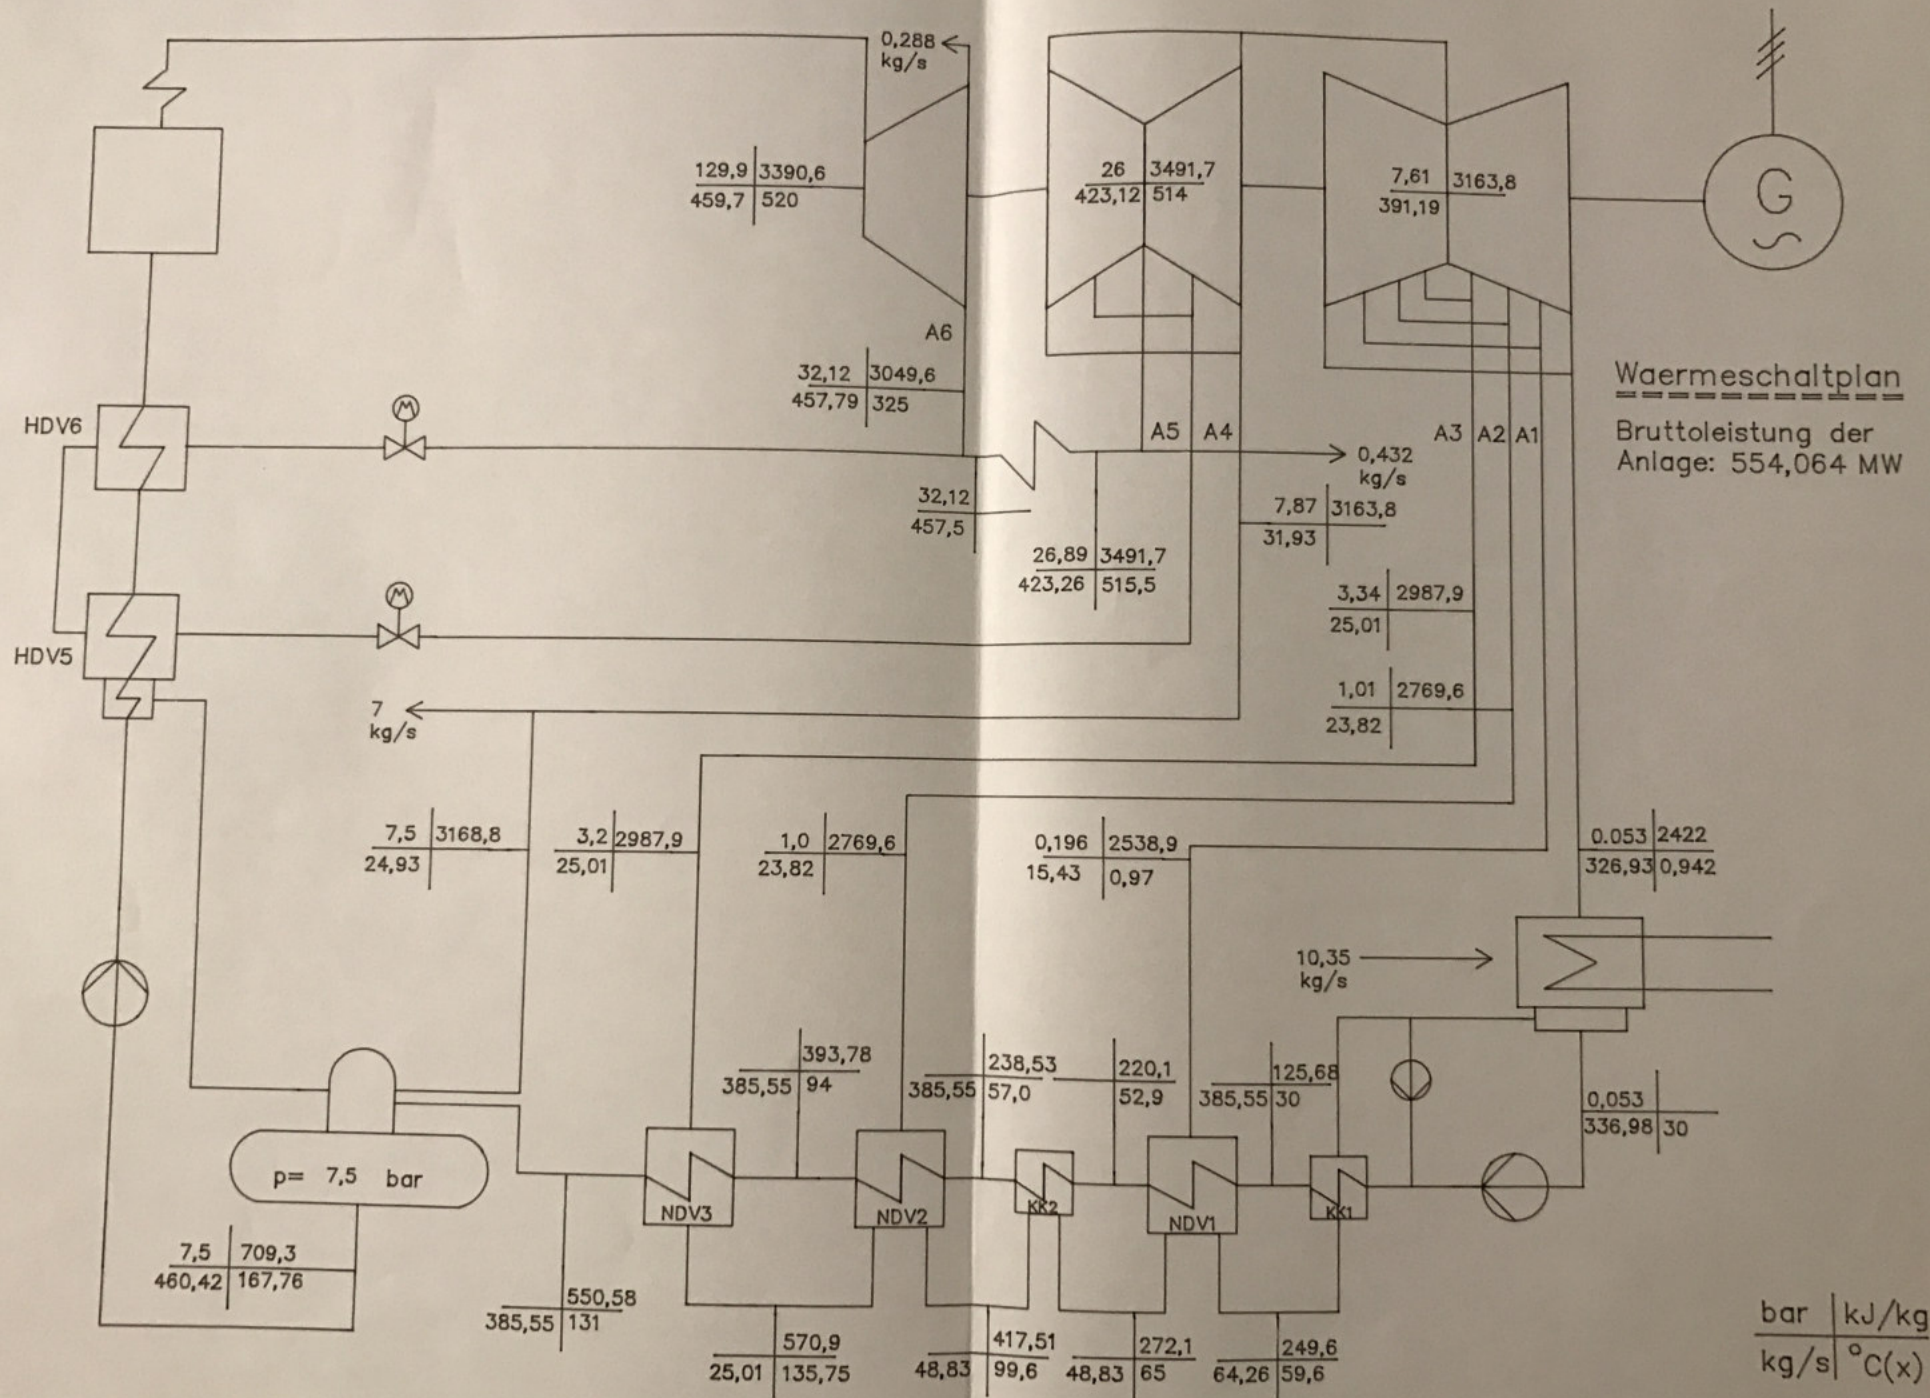 0,288
kg/s
129,9 3390,6
459,7 520
26 3491,7
423,12 514
7,61 3163,8
391,19
G
A6
32,12 3049,6
457,79 325
Waermeschaltplan
Bruttoleistung der
Anlage: 554,064 MW
HDV6
M
A5 A4
A3 A2 A1
0,432
kg/s
32,12
457,5
7,87 3163,8
31,93
26,89 3491,7
423,26 515,5
3,34 2987,9
25,01
HDV5
M
7
kg/s
1,01 2769,6
23,82
7,5 3168,8
24,93
3,2 2987,9
25,01
1,0 2769,6
23,82
0,196 2538,9
15,43 0,97
0.053 2422
326,93 0,942
10,35
kg/s
393,78
385,55 94
238,53
385,55 57,0
220,1
52,9
125,68
385,55 30
0,053
336,98 30
p= 7,5 bar
NDV3
NDV2
KK2
NDV1
KK1
7,5 709,3
460,42 167,76
550,58
385,55 131
570,9
25,01 135,75
417,51
48,83 99,6
272,1
48,83 65
249,6
64,26 59,6
bar kJ/kg
kg/s °C(x)